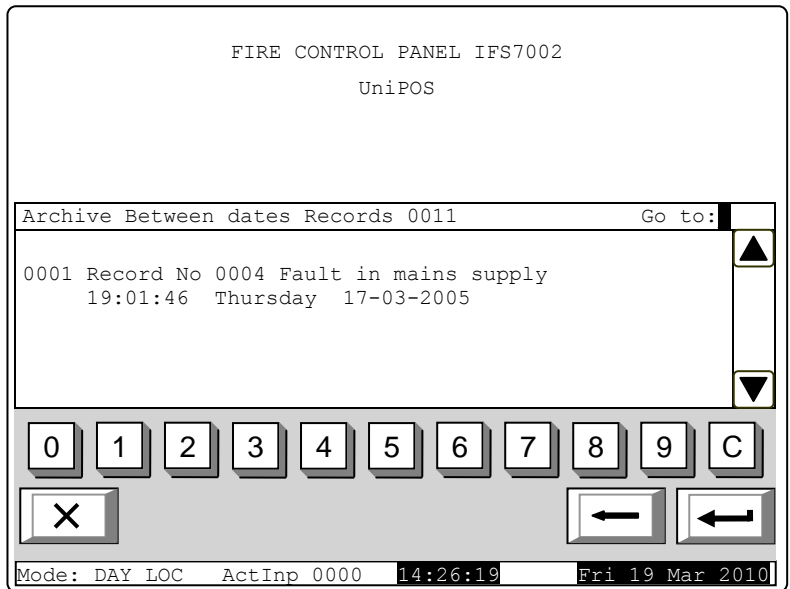 FIRE CONTROL PANEL IFS7002
UniPOS
Archive Between dates Records 0011 Go to:
0001 Record No 0004 Fault in mains supply
19:01:46 Thursday 17-03-2005
0 1 2 3 4 5 6 7 8 9 C
Mode: DAY LOC ActInp 0000 14:26:19 Fri 19 Mar 2010